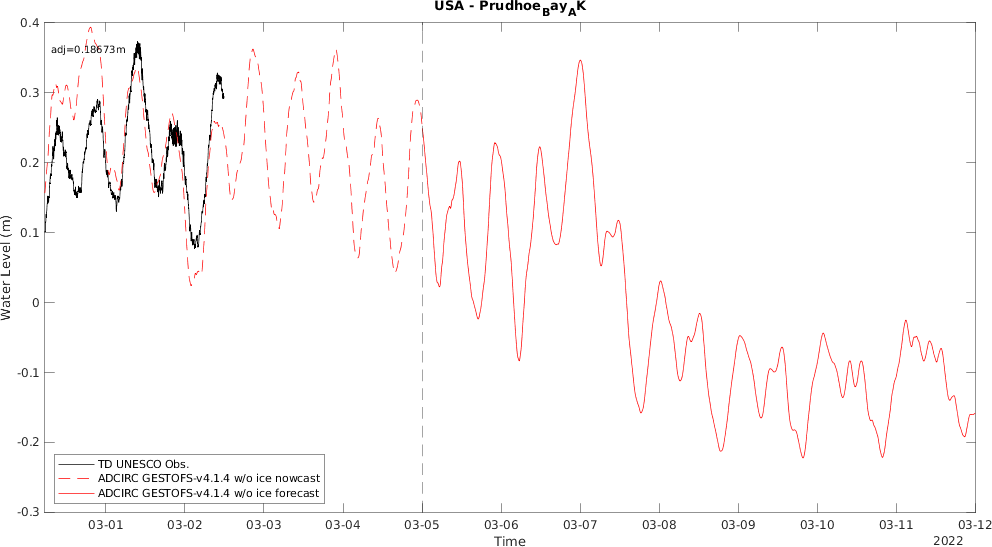 USA - PrudhoeBayAK
adj=0.18673m
0.4
0.3
0.2
0.1
0
-0.1
-0.2
-0.3
Water Level (m)
TD UNESCO Obs.
ADCIRC GESTOFS-v4.1.4 w/o ice nowcast
ADCIRC GESTOFS-v4.1.4 w/o ice forecast
03-01 03-02 03-03 03-04 03-05 03-06 03-07 03-08 03-09 03-10 03-11 03-12
Time
2022